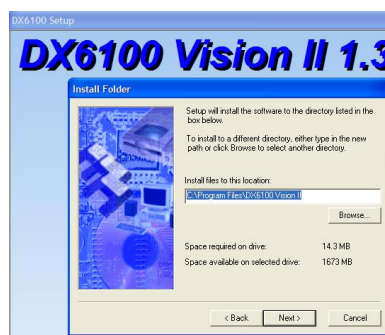 DX6100 Setup
DX6100 Vision II 1.3
Install Folder
Setup will install the software to the directory listed in the
box below.
To install to a different directory, either type in the new
path or click Browse to select another directory.
Install files to this location:
C:\Program Files\DX6100 Vision II
Browse...
Space required on drive: 14.3 MB
Space available on selected drive: 1673 MB
< Back Next > Cancel